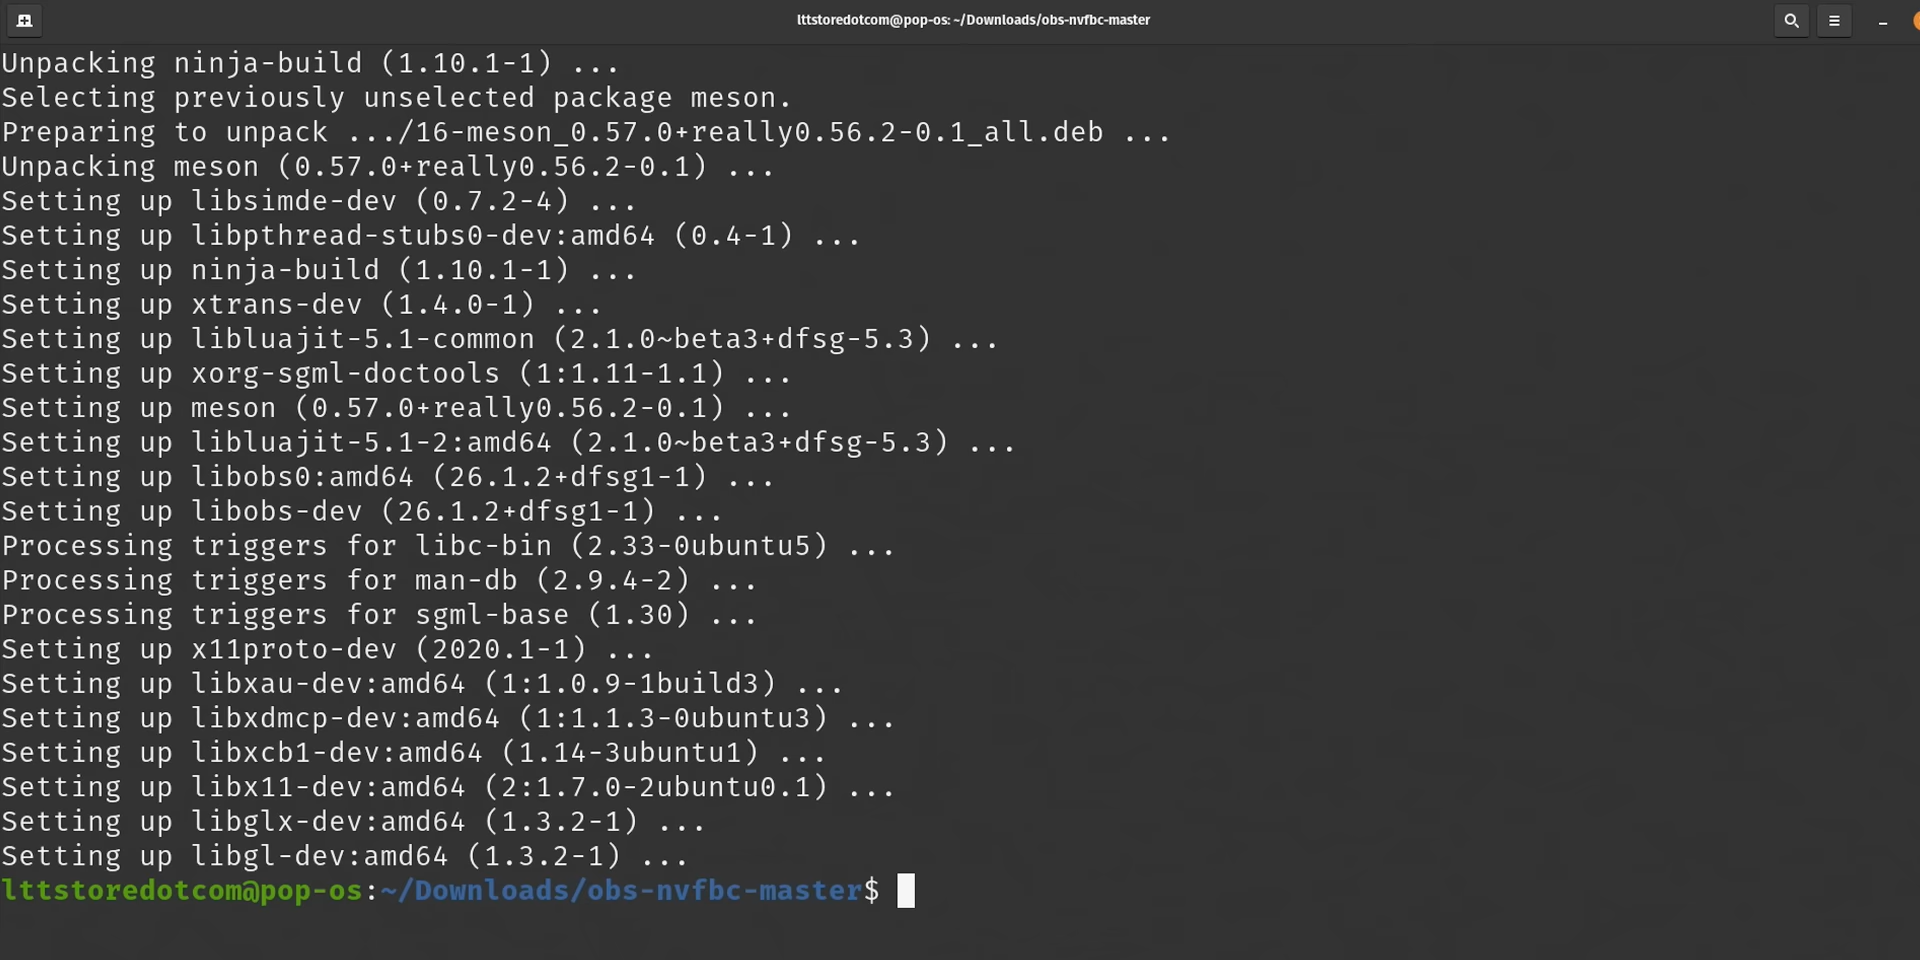 lttstoredotcom@pop-os: ~/Downloads/obs-nvfbc-master
Unpacking ninja-build (1.10.1-1) ...
Selecting previously unselected package meson.
Preparing to unpack .../16-meson_0.57.0+really0.56.2-0.1_all.deb ...
Unpacking meson (0.57.0+really0.56.2-0.1) ...
Setting up libsimde-dev (0.7.2-4) ...
Setting up libpthread-stubs0-dev:amd64 (0.4-1) ...
Setting up ninja-build (1.10.1-1) ...
Setting up xtrans-dev (1.4.0-1) ...
Setting up libluajit-5.1-common (2.1.0~beta3+dfsg-5.3) ...
Setting up xorg-sgml-doctools (1:1.11-1.1) ...
Setting up meson (0.57.0+really0.56.2-0.1) ...
Setting up libluajit-5.1-2:amd64 (2.1.0~beta3+dfsg-5.3) ...
Setting up libobs0:amd64 (26.1.2+dfsg1-1) ...
Setting up libobs-dev (26.1.2+dfsg1-1) ...
Processing triggers for libc-bin (2.33-0ubuntu5) ...
Processing triggers for man-db (2.9.4-2) ...
Processing triggers for sgml-base (1.30) ...
Setting up x11proto-dev (2020.1-1) ...
Setting up libxau-dev:amd64 (1:1.0.9-1build3) ...
Setting up libxdmcp-dev:amd64 (1:1.1.3-0ubuntu3) ...
Setting up libxcb1-dev:amd64 (1.14-3ubuntu1) ...
Setting up libx11-dev:amd64 (2:1.7.0-2ubuntu0.1) ...
Setting up libglx-dev:amd64 (1.3.2-1) ...
Setting up libgl-dev:amd64 (1.3.2-1) ...
lttstoredotcom@pop-os:~/Downloads/obs-nvfbc-master$